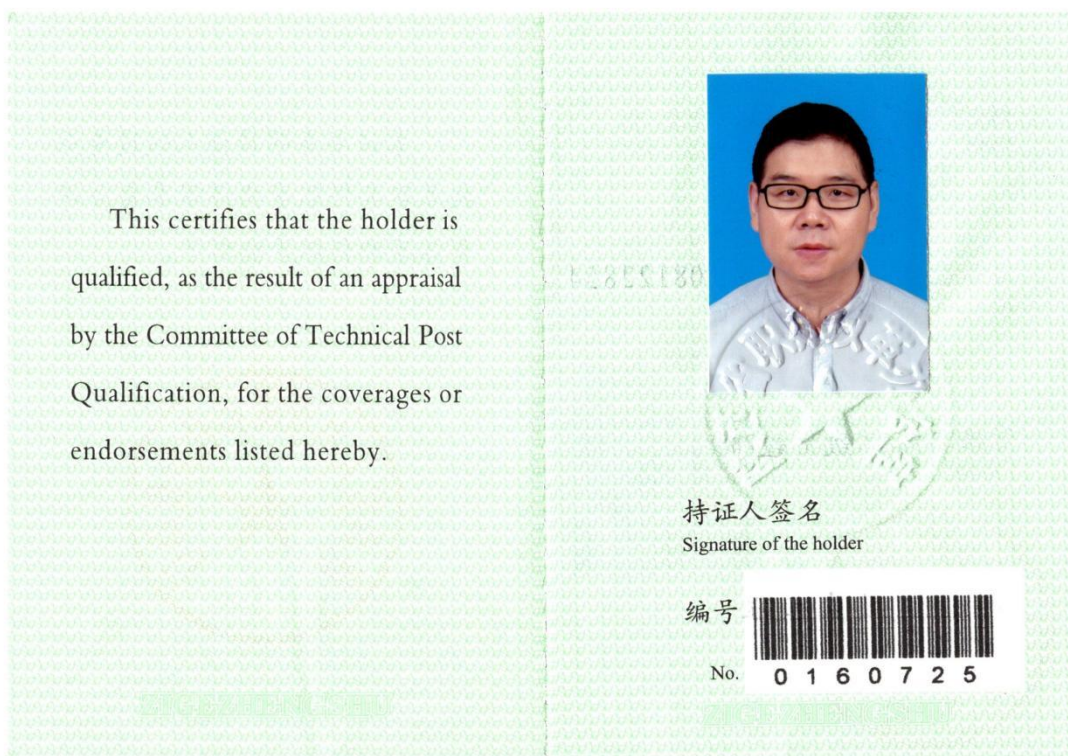 This certifies that the holder is
qualified, as the result of an appraisal
by the Committee of Technical Post
Qualification, for the coverages or
endorsements listed hereby.
ZIGEZHENGSHU
持证人签名
Signature of the holder
编号
No. 0160725
ZIGEZHENGSHU